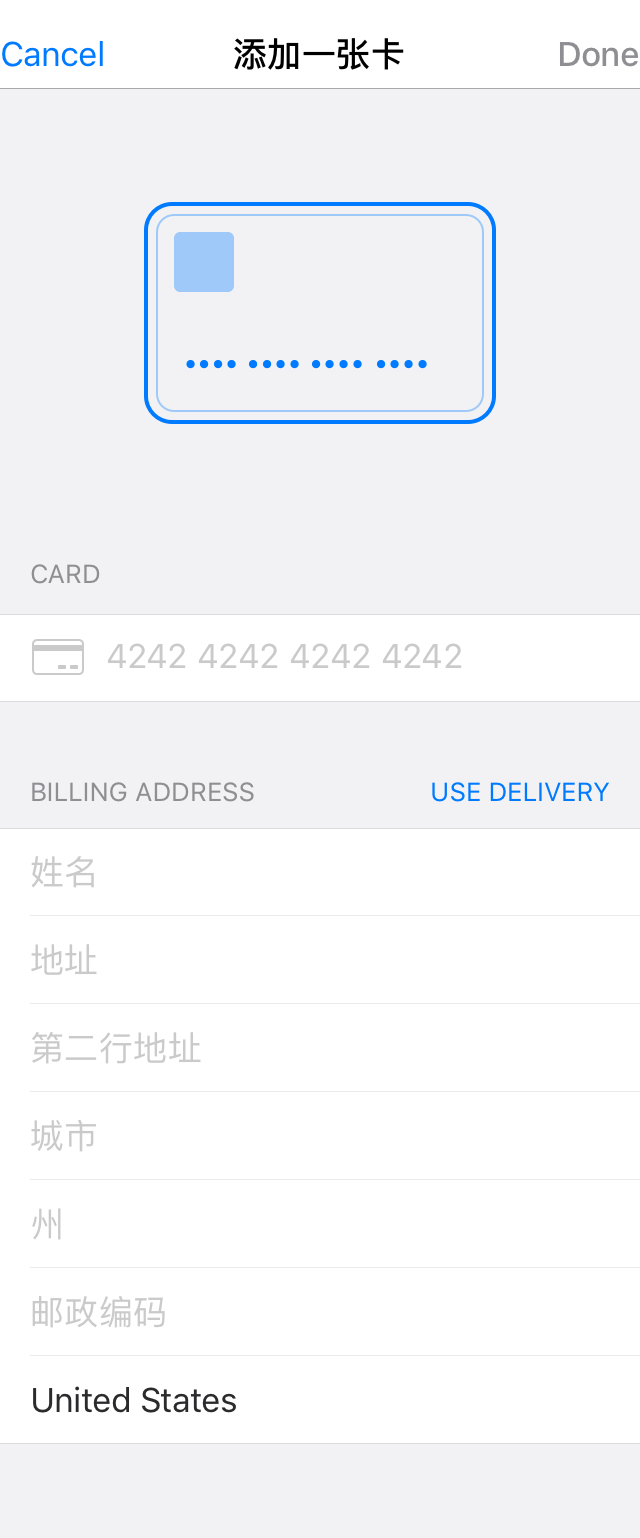 Cancel 添加一张卡 Done
•••• •••• •••• ••••
CARD
4242 4242 4242 4242
BILLING ADDRESS USE DELIVERY
姓名
地址
第二行地址
城市
州
邮政编码
United States